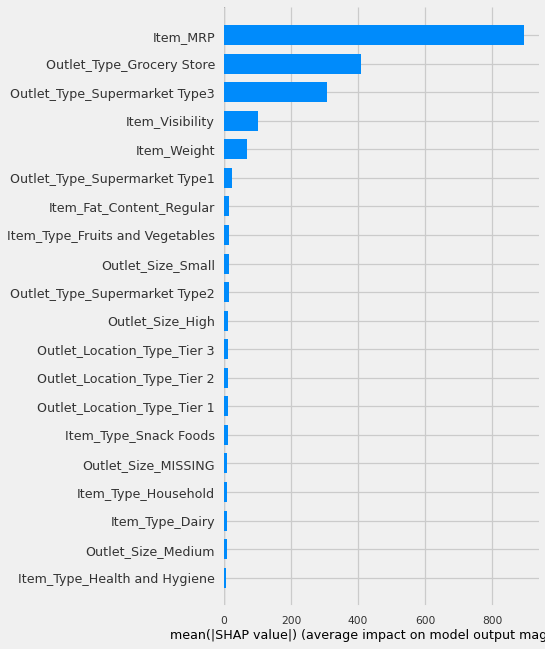 Item_MRP
Outlet_Type_Grocery Store
Outlet_Type_Supermarket Type3
Item_Visibility
Item_Weight
Outlet_Type_Supermarket Type1
Item_Fat_Content_Regular
Item_Type_Fruits and Vegetables
Outlet_Size_Small
Outlet_Type_Supermarket Type2
Outlet_Size_High
Outlet_Location_Type_Tier 3
Outlet_Location_Type_Tier 2
Outlet_Location_Type_Tier 1
Item_Type_Snack Foods
Outlet_Size_MISSING
Item_Type_Household
Item_Type_Dairy
Outlet_Size_Medium
Item_Type_Health and Hygiene
0 200 400 600 800
mean(|SHAP value|) (average impact on model output mag